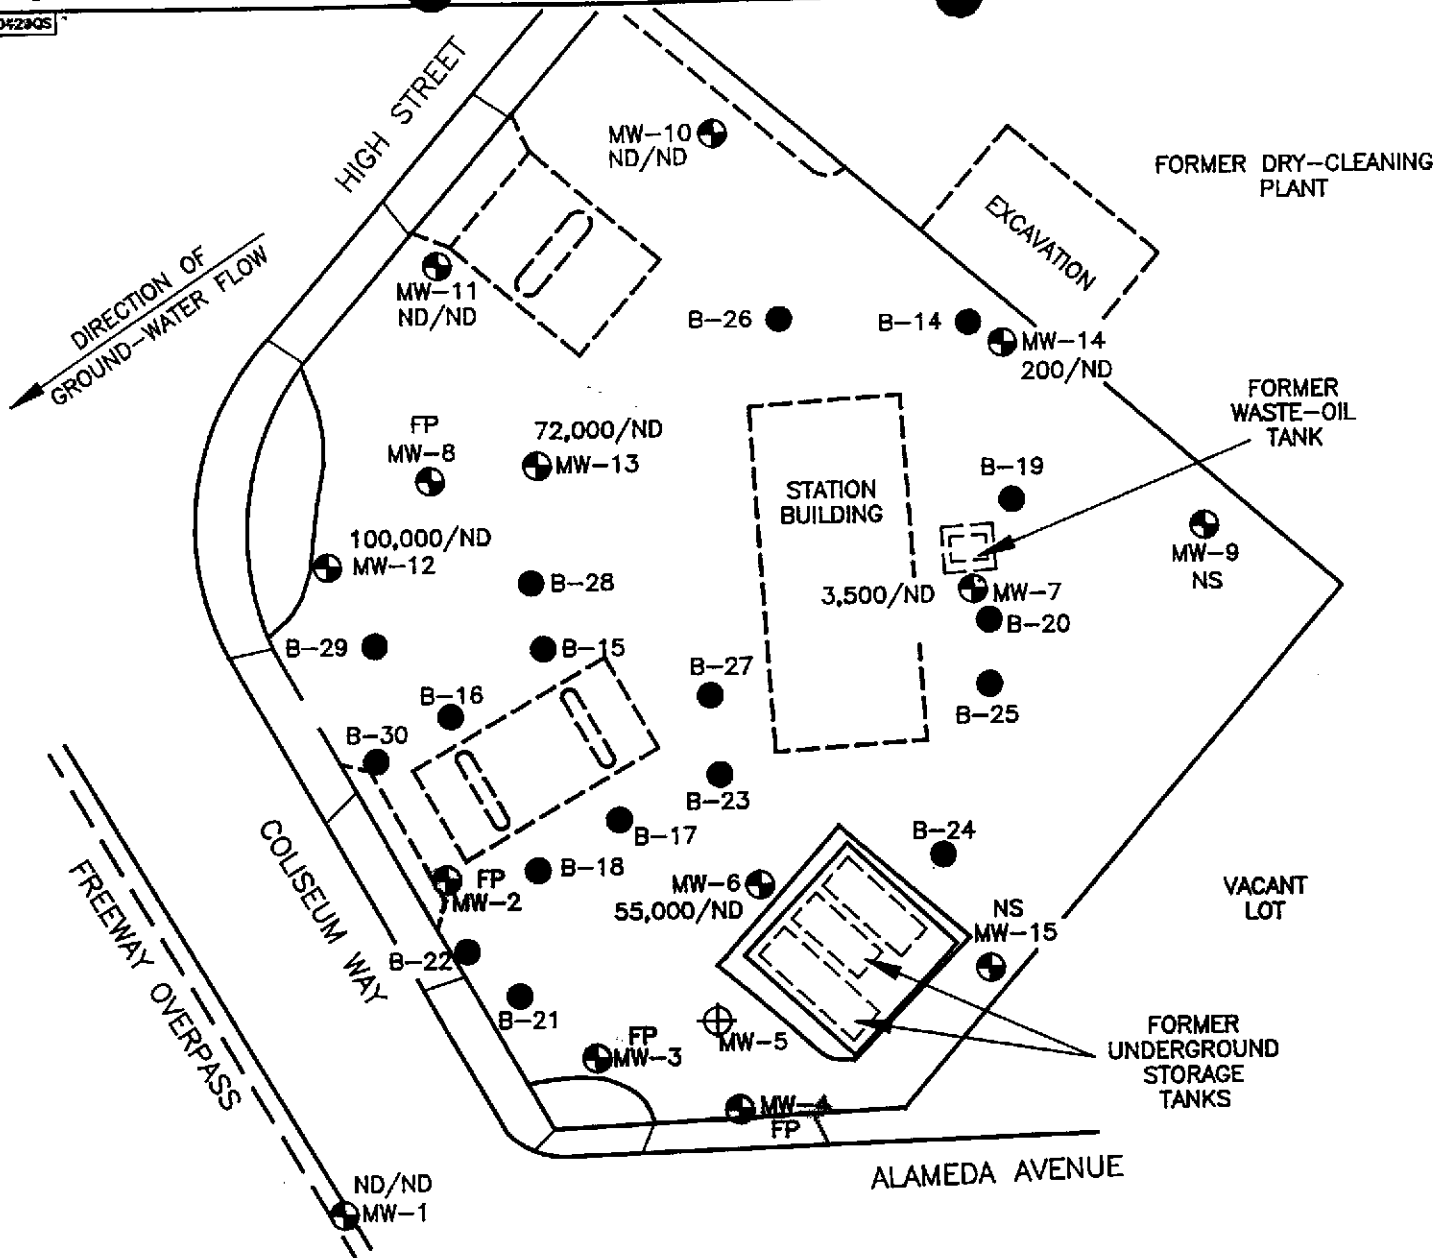 HIGH STREET
MW-10
ND/ND
FORMER DRY-CLEANING
PLANT
EXCAVATION
DIRECTION OF
GROUND-WATER FLOW
MW-11
ND/ND
B-26
B-14
MW-14
200/ND
FORMER
WASTE-OIL
TANK
FP
MW-8
72,000/ND
MW-13
STATION
BUILDING
B-19
100,000/ND
MW-12
MW-9
NS
B-28
3,500/ND
MW-7
B-20
B-29
B-15
B-27
B-25
B-16
B-30
B-23
B-17
B-24
COLISEUM WAY
FREEWAY OVERPASS
B-18
FP
MW-2
MW-6
55,000/ND
VACANT
LOT
NS
MW-15
B-22
B-21
FP
MW-3
MW-5
FORMER
UNDERGROUND
STORAGE
TANKS
MW-4
FP
ALAMEDA AVENUE
ND/ND
MW-1